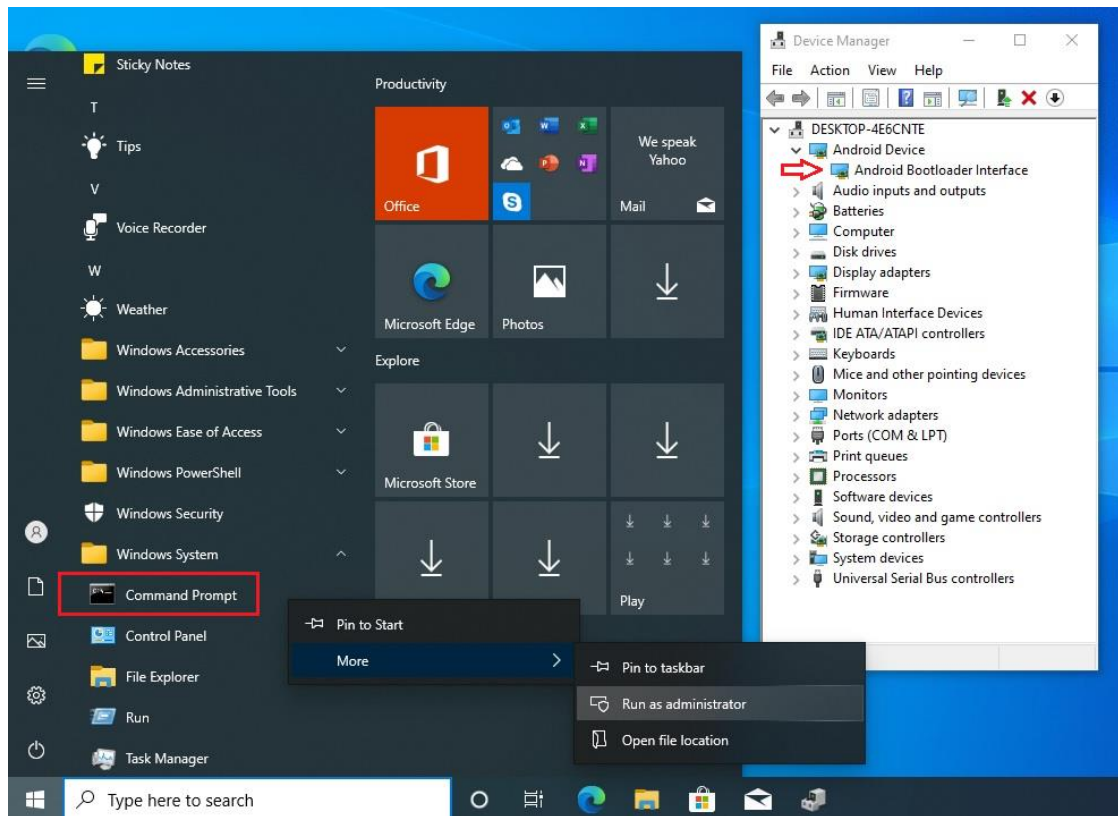 Sticky Notes
T
Tips
V
Voice Recorder
W
Weather
Windows Accessories
Windows Administrative Tools
Windows Ease of Access
Windows PowerShell
Windows Security
Windows System
Command Prompt
Control Panel
File Explorer
Run
Task Manager
Productivity
Office
We speak
Yahoo
Mail
Microsoft Edge
Photos
Explore
Microsoft Store
Play
Pin to Start
More
Pin to taskbar
Run as administrator
Open file location
Type here to search
Device Manager
File Action View Help
DESKTOP-4E6CNTE
Android Device
Android Bootloader Interface
Audio inputs and outputs
Batteries
Computer
Disk drives
Display adapters
Firmware
Human Interface Devices
IDE ATA/ATAPI controllers
Keyboards
Mice and other pointing devices
Monitors
Network adapters
Ports (COM & LPT)
Print queues
Processors
Software devices
Sound, video and game controllers
Storage controllers
System devices
Universal Serial Bus controllers